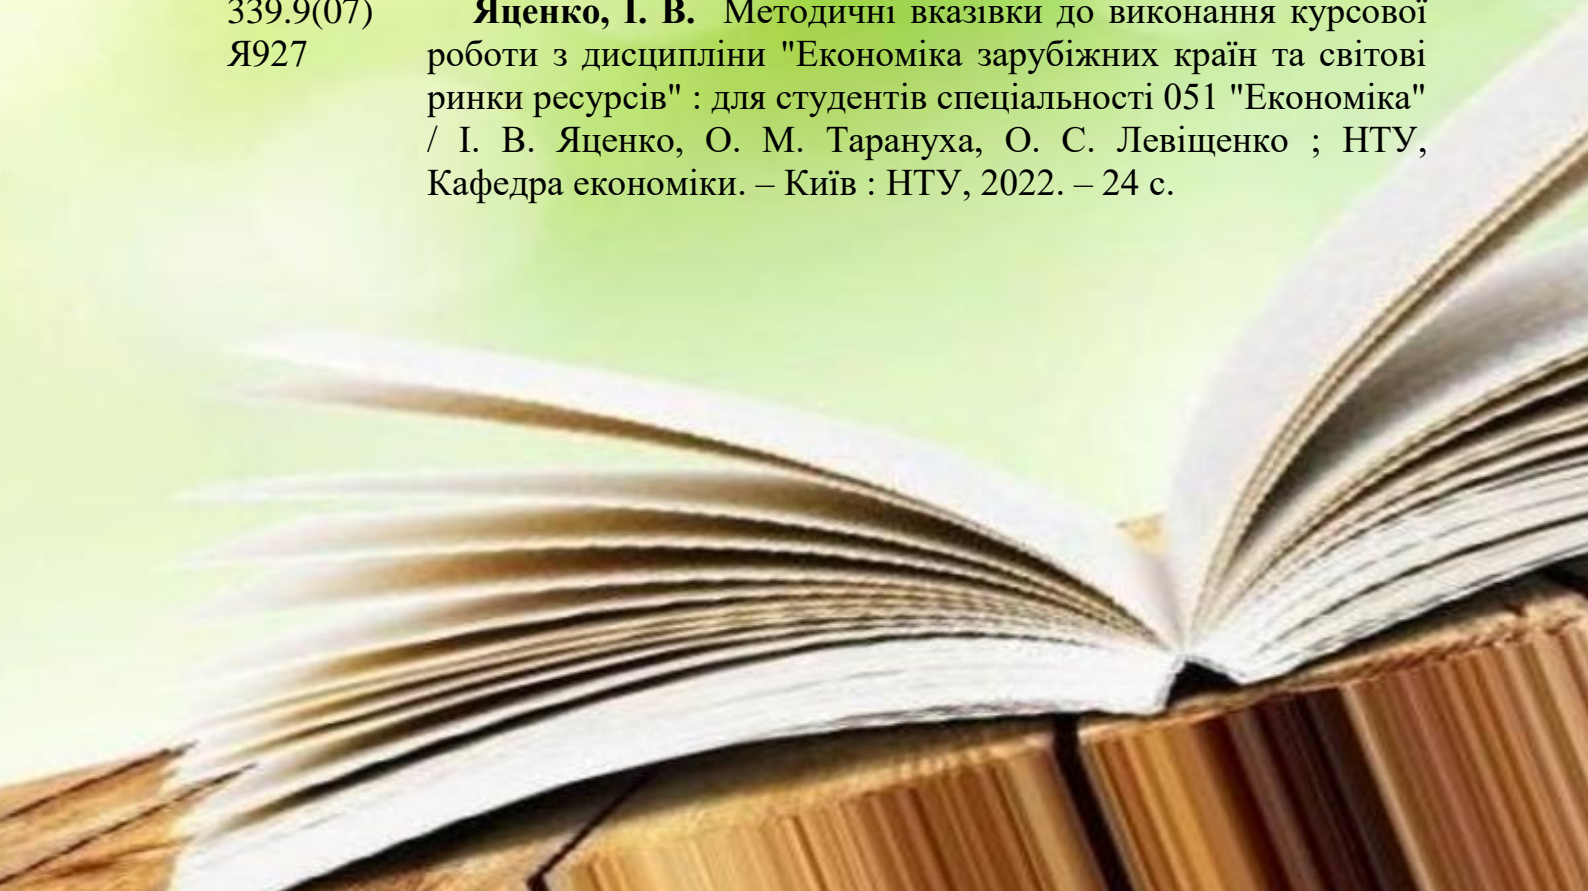 339.9(07) Яценко, І. В. Методичні вказівки до виконання курсової
Я927 роботи з дисципліни "Економіка зарубіжних країн та світові
ринки ресурсів" : для студентів спеціальності 051 "Економіка"
/ І. В. Яценко, О. М. Тарануха, О. С. Левіщенко ; НТУ,
Кафедра економіки. – Київ : НТУ, 2022. – 24 с.